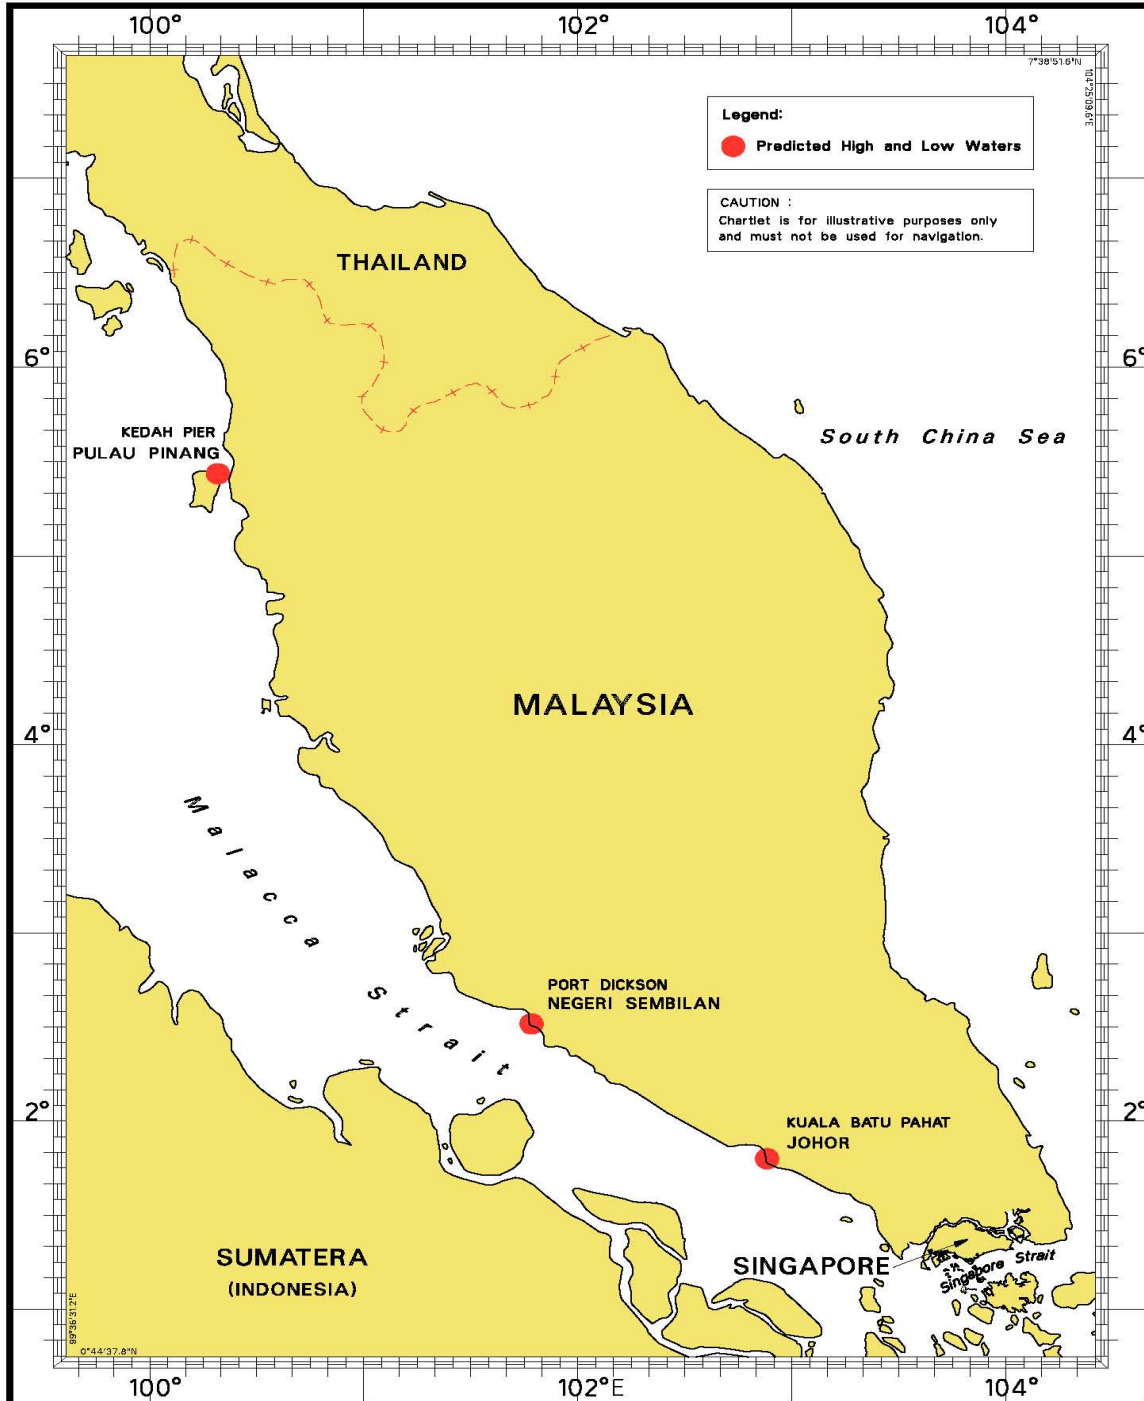 100° 102° 104°
7°38'51.6"N
104°25'09.6"E
Legend:
Predicted High and Low Waters
CAUTION :
Chartlet is for illustrative purposes only
and must not be used for navigation.
THAILAND
6° 6°
KEDAH PIER
PULAU PINANG
South China Sea
MALAYSIA
4° 4°
Malacca Strait
PORT DICKSON
NEGERI SEMBILAN
2° 2°
KUALA BATU PAHAT
JOHOR
SUMATERA
(INDONESIA)
SINGAPORE
Singapore Strait
99°36'31.2"E
0°44'37.8"N
100° 102°E 104°